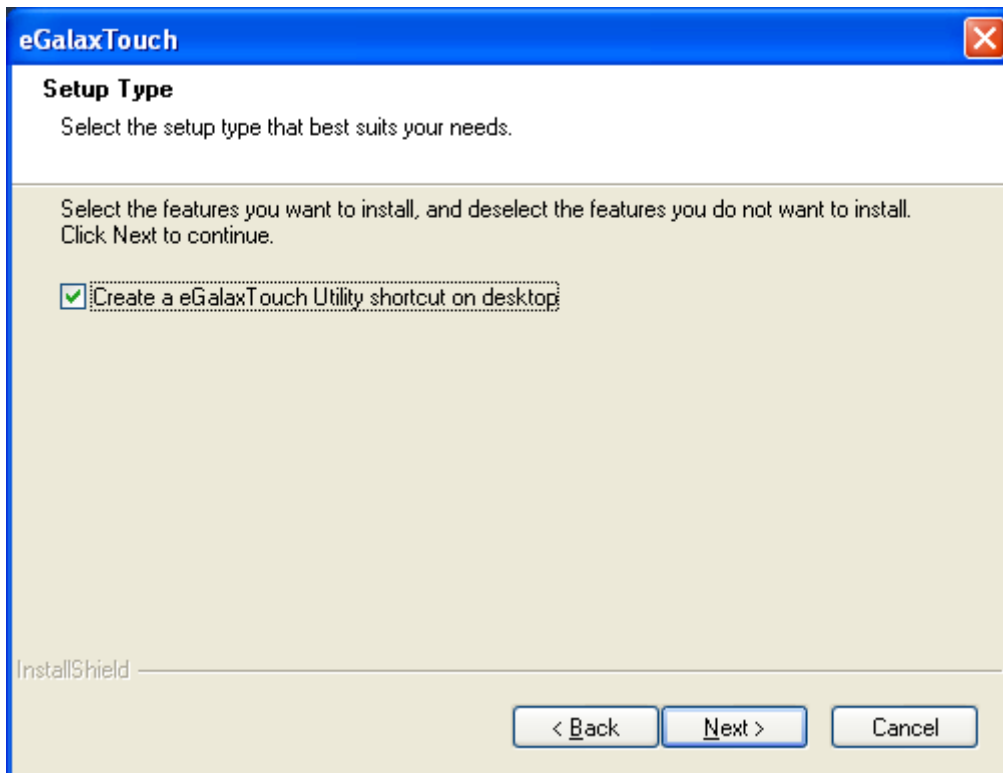 eGalaxTouch
Setup Type
Select the setup type that best suits your needs.
Select the features you want to install, and deselect the features you do not want to install.
Click Next to continue.
Create a eGalaxTouch Utility shortcut on desktop
InstallShield
< Back Next > Cancel